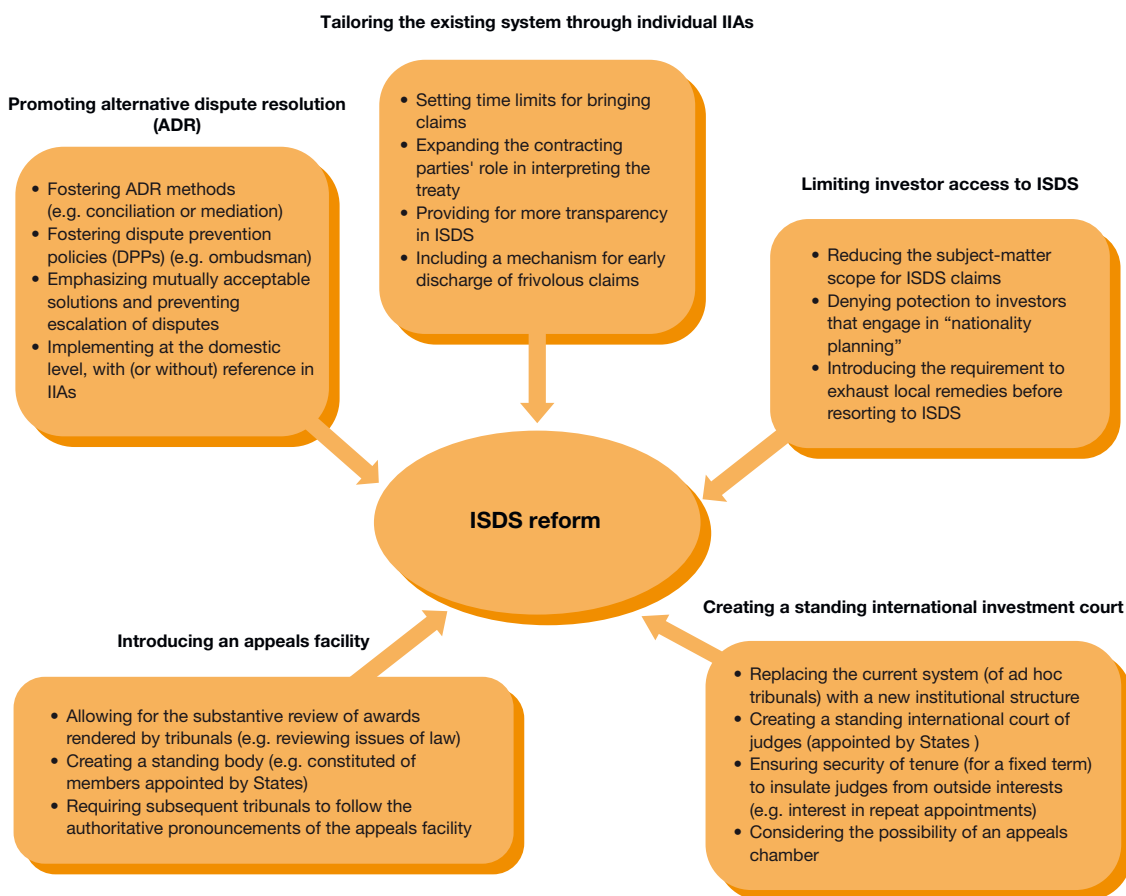 Tailoring the existing system through individual IIAs
• Setting time limits for bringing
claims
• Expanding the contracting
parties' role in interpreting the
treaty
• Providing for more transparency
in ISDS
• Including a mechanism for early
discharge of frivolous claims
Promoting alternative dispute resolution
(ADR)
• Fostering ADR methods
(e.g. conciliation or mediation)
• Fostering dispute prevention
policies (DPPs) (e.g. ombudsman)
• Emphasizing mutually acceptable
solutions and preventing
escalation of disputes
• Implementing at the domestic
level, with (or without) reference in
IIAs
Limiting investor access to ISDS
• Reducing the subject-matter
scope for ISDS claims
• Denying potection to investors
that engage in “nationality
planning”
• Introducing the requirement to
exhaust local remedies before
resorting to ISDS
ISDS reform
Introducing an appeals facility
• Allowing for the substantive review of awards
rendered by tribunals (e.g. reviewing issues of law)
• Creating a standing body (e.g. constituted of
members appointed by States)
• Requiring subsequent tribunals to follow the
authoritative pronouncements of the appeals facility
Creating a standing international investment court
• Replacing the current system (of ad hoc
tribunals) with a new institutional structure
• Creating a standing international court of
judges (appointed by States )
• Ensuring security of tenure (for a fixed term)
to insulate judges from outside interests
(e.g. interest in repeat appointments)
• Considering the possibility of an appeals
chamber